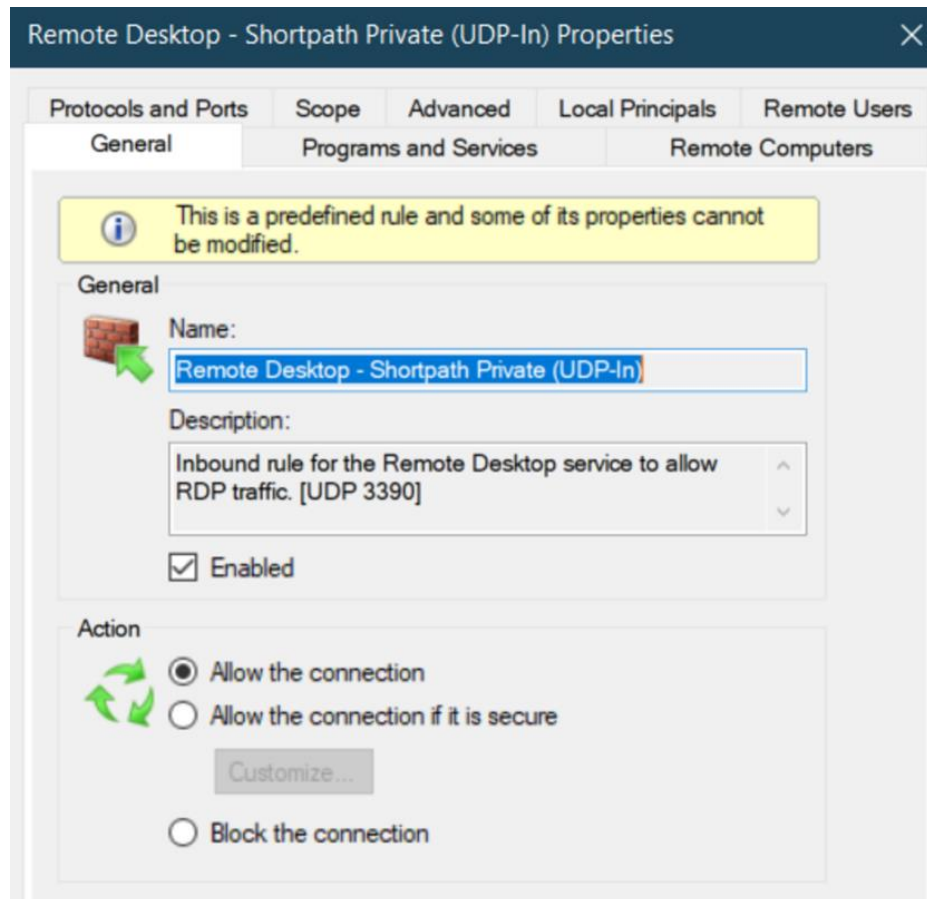 Remote Desktop - Shortpath Private (UDP-In) Properties
Protocols and Ports Scope Advanced Local Principals Remote Users
General Programs and Services Remote Computers
This is a predefined rule and some of its properties cannot
be modified.
General
Name:
Remote Desktop - Shortpath Private (UDP-In)
Description:
Inbound rule for the Remote Desktop service to allow
RDP traffic. [UDP 3390]
Enabled
Action
Allow the connection
Allow the connection if it is secure
Customize...
Block the connection